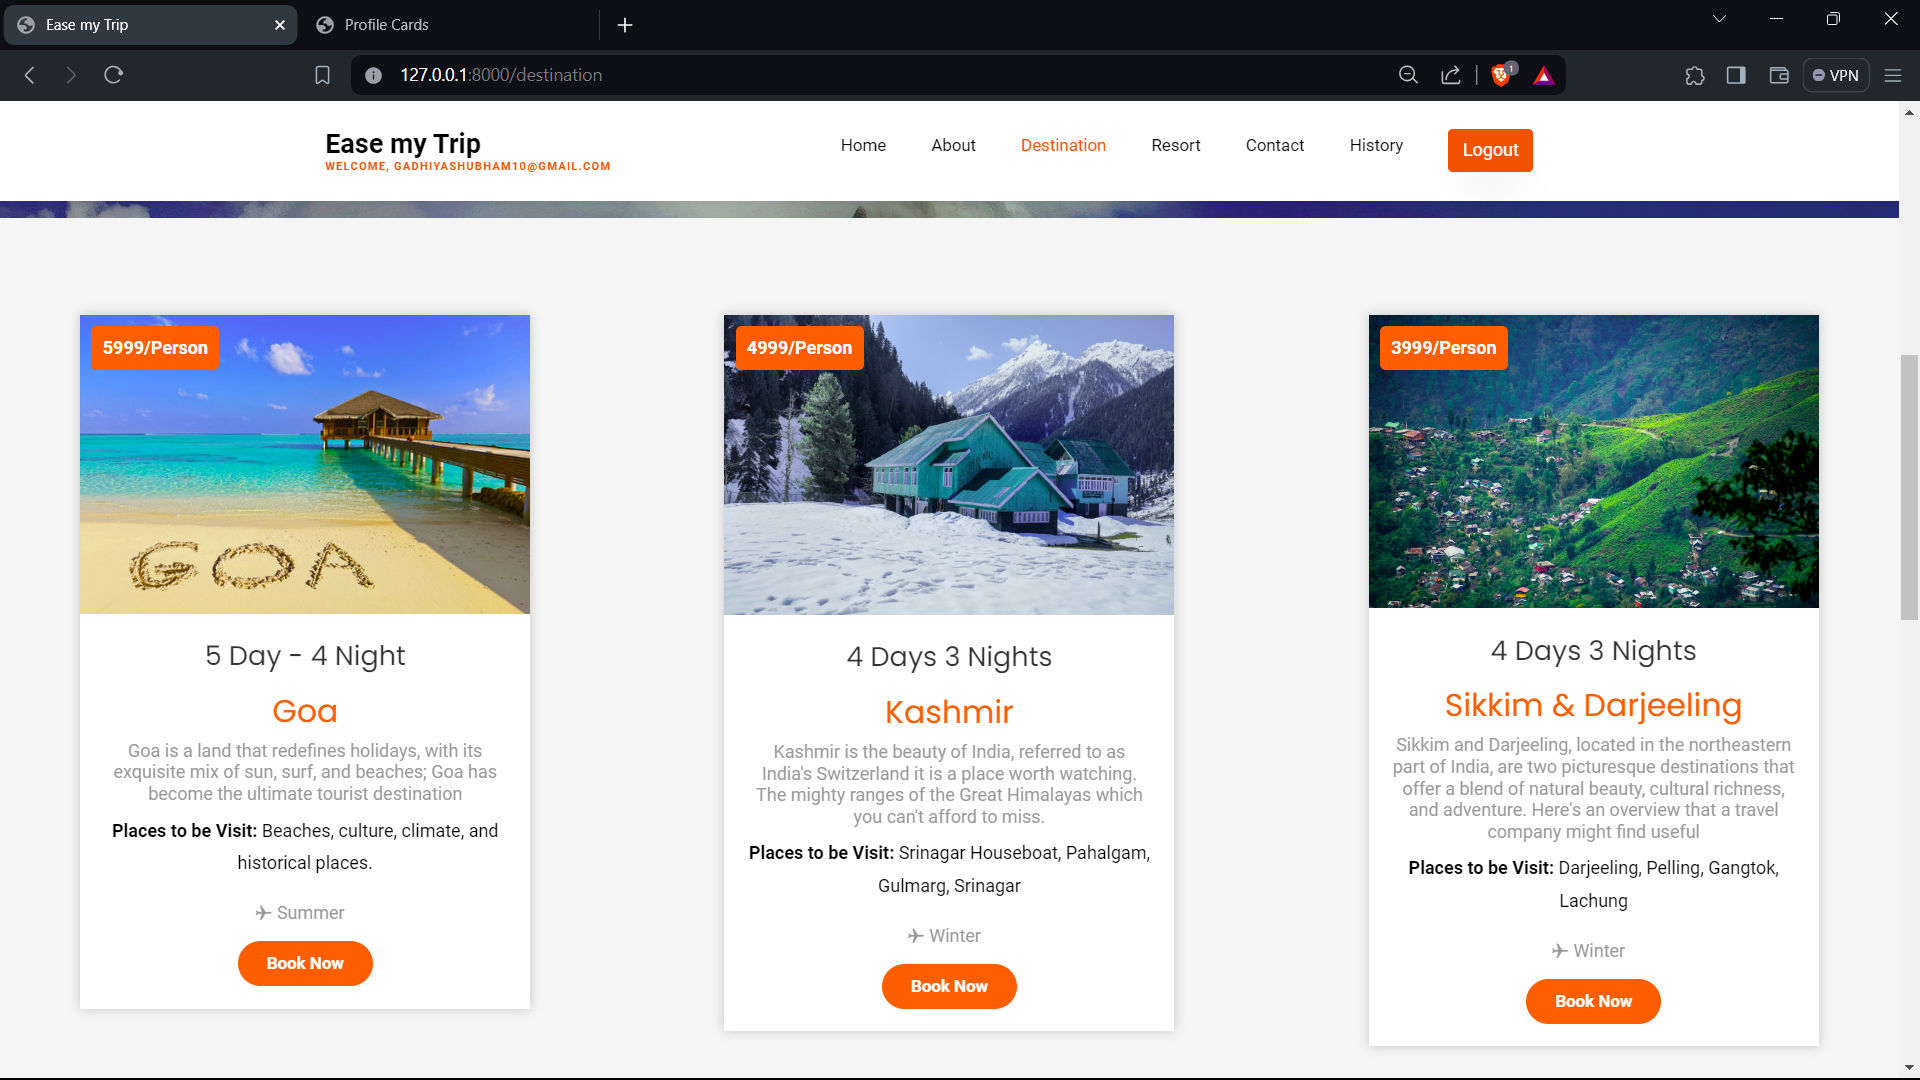 Ease my Trip
Profile Cards
127.0.0.1:8000/destination
1
VPN
Ease my Trip
WELCOME, GADHIYASHUBHAM10@GMAIL.COM
Home
About
Destination
Resort
Contact
History
Logout
5999/Person
GOA
5 Day - 4 Night
Goa
Goa is a land that redefines holidays, with its
exquisite mix of sun, surf, and beaches; Goa has
become the ultimate tourist destination
Places to be Visit: Beaches, culture, climate, and
historical places.
Summer
Book Now
4999/Person
4 Days 3 Nights
Kashmir
Kashmir is the beauty of India, referred to as
India's Switzerland it is a place worth watching.
The mighty ranges of the Great Himalayas which
you can't afford to miss.
Places to be Visit: Srinagar Houseboat, Pahalgam,
Gulmarg, Srinagar
Winter
Book Now
3999/Person
4 Days 3 Nights
Sikkim & Darjeeling
Sikkim and Darjeeling, located in the northeastern
part of India, are two picturesque destinations that
offer a blend of natural beauty, cultural richness,
and adventure. Here's an overview that a travel
company might find useful
Places to be Visit: Darjeeling, Pelling, Gangtok,
Lachung
Winter
Book Now